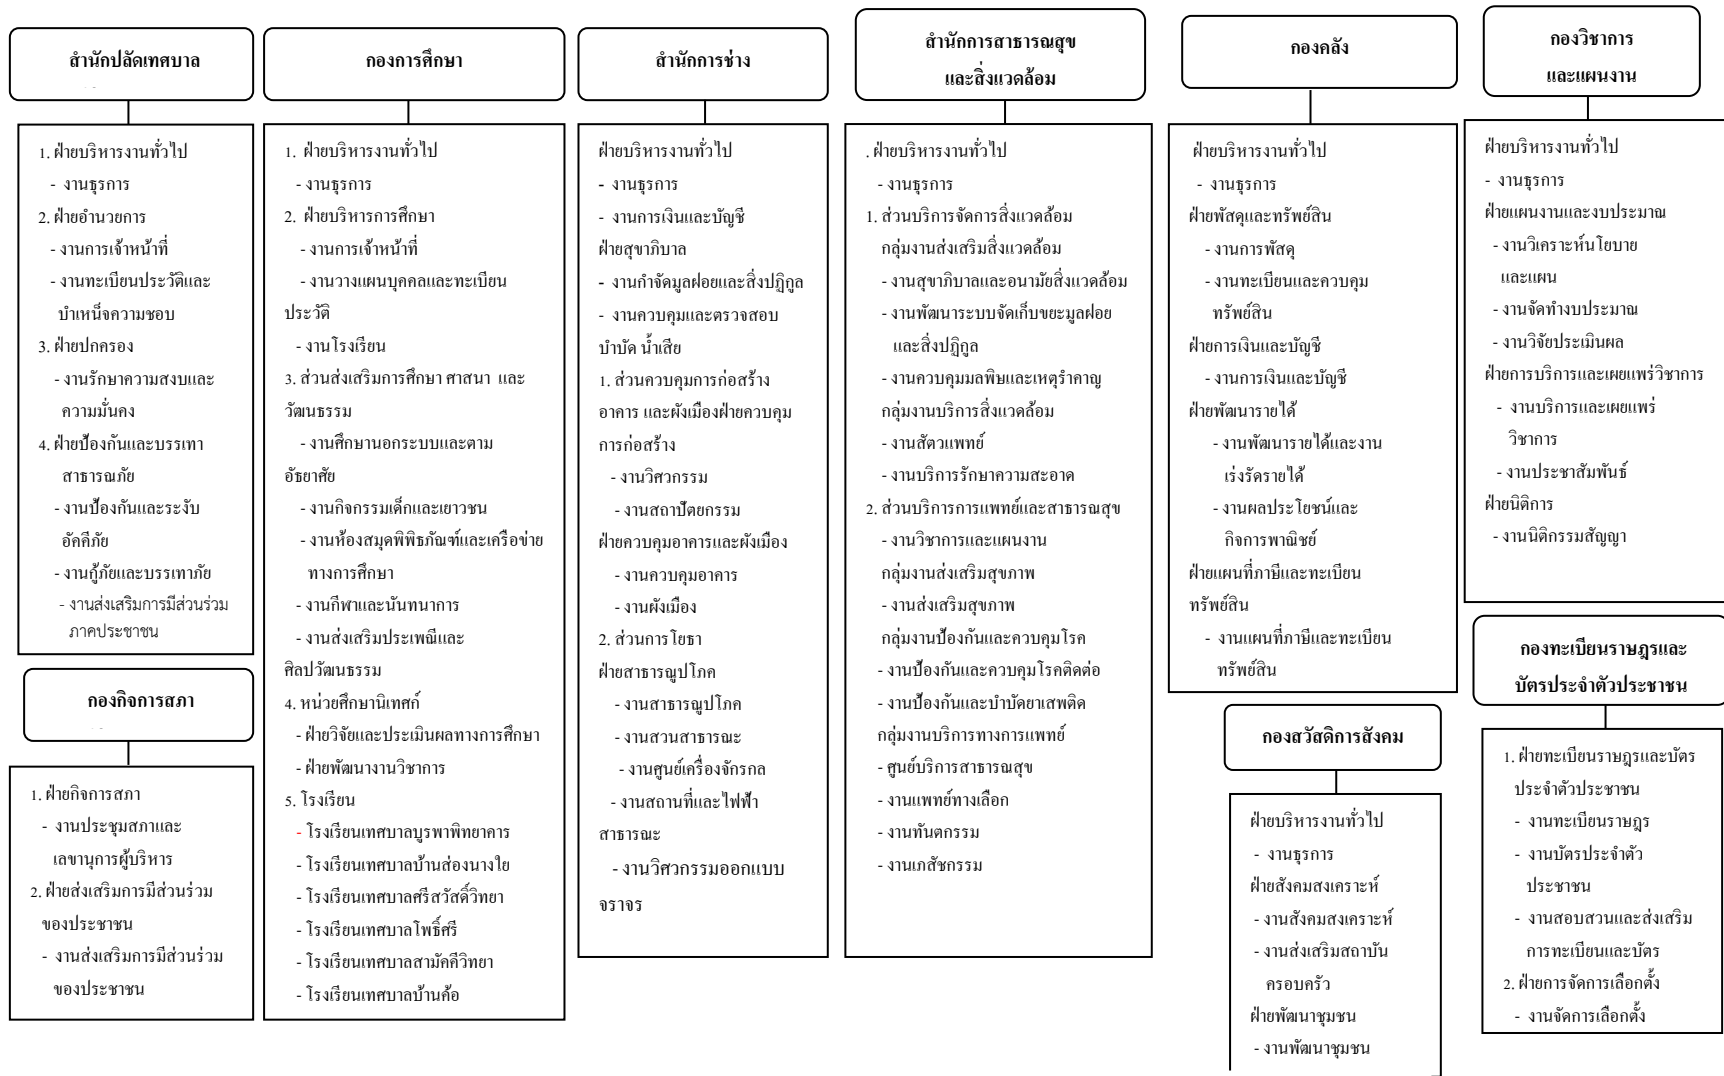 สำนักปลัดเทศบาล
1. ฝ่ายบริหารงานทั่วไป
- งานธุรการ
2. ฝ่ายอำนวยการ
- งานการเจ้าหน้าที่
- งานทะเบียนประวัติและ
บำเหน็จความชอบ
3. ฝ่ายปกครอง
- งานรักษาความสงบและ
ความมั่นคง
4. ฝ่ายป้องกันและบรรเทา
สาธารณภัย
- งานป้องกันและระงับ
อัคคีภัย
- งานกู้ภัยและบรรเทาภัย
- งานส่งเสริมการมีส่วนร่วม
ภาคประชาชน
กองกิจการสภา
1. ฝ่ายกิจการสภา
- งานประชุมสภาและ
เลขานุการผู้บริหาร
2. ฝ่ายส่งเสริมการมีส่วนร่วม
ของประชาชน
- งานส่งเสริมการมีส่วนร่วม
ของประชาชน
กองการศึกษา
1. ฝ่ายบริหารงานทั่วไป
- งานธุรการ
2. ฝ่ายบริหารการศึกษา
- งานการเจ้าหน้าที่
- งานวางแผนบุคคลและทะเบียน
ประวัติ
- งานโรงเรียน
3. ส่วนส่งเสริมการศึกษา ศาสนา และ
วัฒนธรรม
- งานศึกษานอกระบบและตาม
อัธยาศัย
- งานกิจกรรมเด็กและเยาวชน
- งานห้องสมุดพิพิธภัณฑ์และเครือข่าย
ทางการศึกษา
- งานกีฬาและนันทนาการ
- งานส่งเสริมประเพณีและ
ศิลปวัฒนธรรม
4. หน่วยศึกษานิเทศก์
- ฝ่ายวิจัยและประเมินผลทางการศึกษา
- ฝ่ายพัฒนางานวิชาการ
5. โรงเรียน
- โรงเรียนเทศบาลบูรพาพิทยาคาร
- โรงเรียนเทศบาลบ้านส่องนางใย
- โรงเรียนเทศบาลศรีสวัสดิ์วิทยา
- โรงเรียนเทศบาลโพธิ์ศรี
- โรงเรียนเทศบาลสามัคคีวิทยา
- โรงเรียนเทศบาลบ้านค้อ
สำนักการช่าง
ฝ่ายบริหารงานทั่วไป
- งานธุรการ
- งานการเงินและบัญชี
ฝ่ายสุขาภิบาล
- งานกำจัดมูลฝอยและสิ่งปฏิกูล
- งานควบคุมและตรวจสอบ
บำบัด น้ำเสีย
1. ส่วนควบคุมการก่อสร้าง
อาคาร และผังเมืองฝ่ายควบคุม
การก่อสร้าง
- งานวิศวกรรม
- งานสถาปัตยกรรม
ฝ่ายควบคุมอาคารและผังเมือง
- งานควบคุมอาคาร
- งานผังเมือง
2. ส่วนการโยธา
ฝ่ายสาธารณูปโภค
- งานสาธารณูปโภค
- งานสวนสาธารณะ
- งานศูนย์เครื่องจักรกล
- งานสถานที่และไฟฟ้า
สาธารณะ
- งานวิศวกรรมออกแบบ
จราจร
สำนักการสาธารณสุข
และสิ่งแวดล้อม
. ฝ่ายบริหารงานทั่วไป
- งานธุรการ
1. ส่วนบริการจัดการสิ่งแวดล้อม
กลุ่มงานส่งเสริมสิ่งแวดล้อม
- งานสุขาภิบาลและอนามัยสิ่งแวดล้อม
- งานพัฒนาระบบจัดเก็บขยะมูลฝอย
และสิ่งปฏิกูล
- งานควบคุมมลพิษและเหตุรำคาญ
กลุ่มงานบริการสิ่งแวดล้อม
- งานสัตวแพทย์
- งานบริการรักษาความสะอาด
2. ส่วนบริการการแพทย์และสาธารณสุข
- งานวิชาการและแผนงาน
กลุ่มงานส่งเสริมสุขภาพ
- งานส่งเสริมสุขภาพ
กลุ่มงานป้องกันและควบคุมโรค
- งานป้องกันและควบคุมโรคติดต่อ
- งานป้องกันและบำบัดยาเสพติด
กลุ่มงานบริการทางการแพทย์
- ศูนย์บริการสาธารณสุข
- งานแพทย์ทางเลือก
- งานทันตกรรม
- งานเภสัชกรรม
กองคลัง
ฝ่ายบริหารงานทั่วไป
- งานธุรการ
ฝ่ายพัสดุและทรัพย์สิน
- งานการพัสดุ
- งานทะเบียนและควบคุม
ทรัพย์สิน
ฝ่ายการเงินและบัญชี
- งานการเงินและบัญชี
ฝ่ายพัฒนารายได้
- งานพัฒนารายได้และงาน
เร่งรัดรายได้
- งานผลประโยชน์และ
กิจการพาณิชย์
ฝ่ายแผนที่ภาษีและทะเบียน
ทรัพย์สิน
- งานแผนที่ภาษีและทะเบียน
ทรัพย์สิน
กองสวัสดิการสังคม
ฝ่ายบริหารงานทั่วไป
- งานธุรการ
ฝ่ายสังคมสงเคราะห์
- งานสังคมสงเคราะห์
- งานส่งเสริมสถาบัน
ครอบครัว
ฝ่ายพัฒนาชุมชน
- งานพัฒนาชุมชน
กองวิชาการ
และแผนงาน
ฝ่ายบริหารงานทั่วไป
- งานธุรการ
ฝ่ายแผนงานและงบประมาณ
- งานวิเคราะห์นโยบาย
และแผน
- งานจัดทำงบประมาณ
- งานวิจัยประเมินผล
ฝ่ายการบริการและเผยแพร่วิชาการ
- งานบริการและเผยแพร่
วิชาการ
- งานประชาสัมพันธ์
ฝ่ายนิติการ
- งานนิติกรรมสัญญา
กองทะเบียนราษฎรและ
บัตรประจำตัวประชาชน
1. ฝ่ายทะเบียนราษฎรและบัตร
ประจำตัวประชาชน
- งานทะเบียนราษฎร
- งานบัตรประจำตัว
ประชาชน
- งานสอบสวนและส่งเสริม
การทะเบียนและบัตร
2. ฝ่ายการจัดการเลือกตั้ง
- งานจัดการเลือกตั้ง